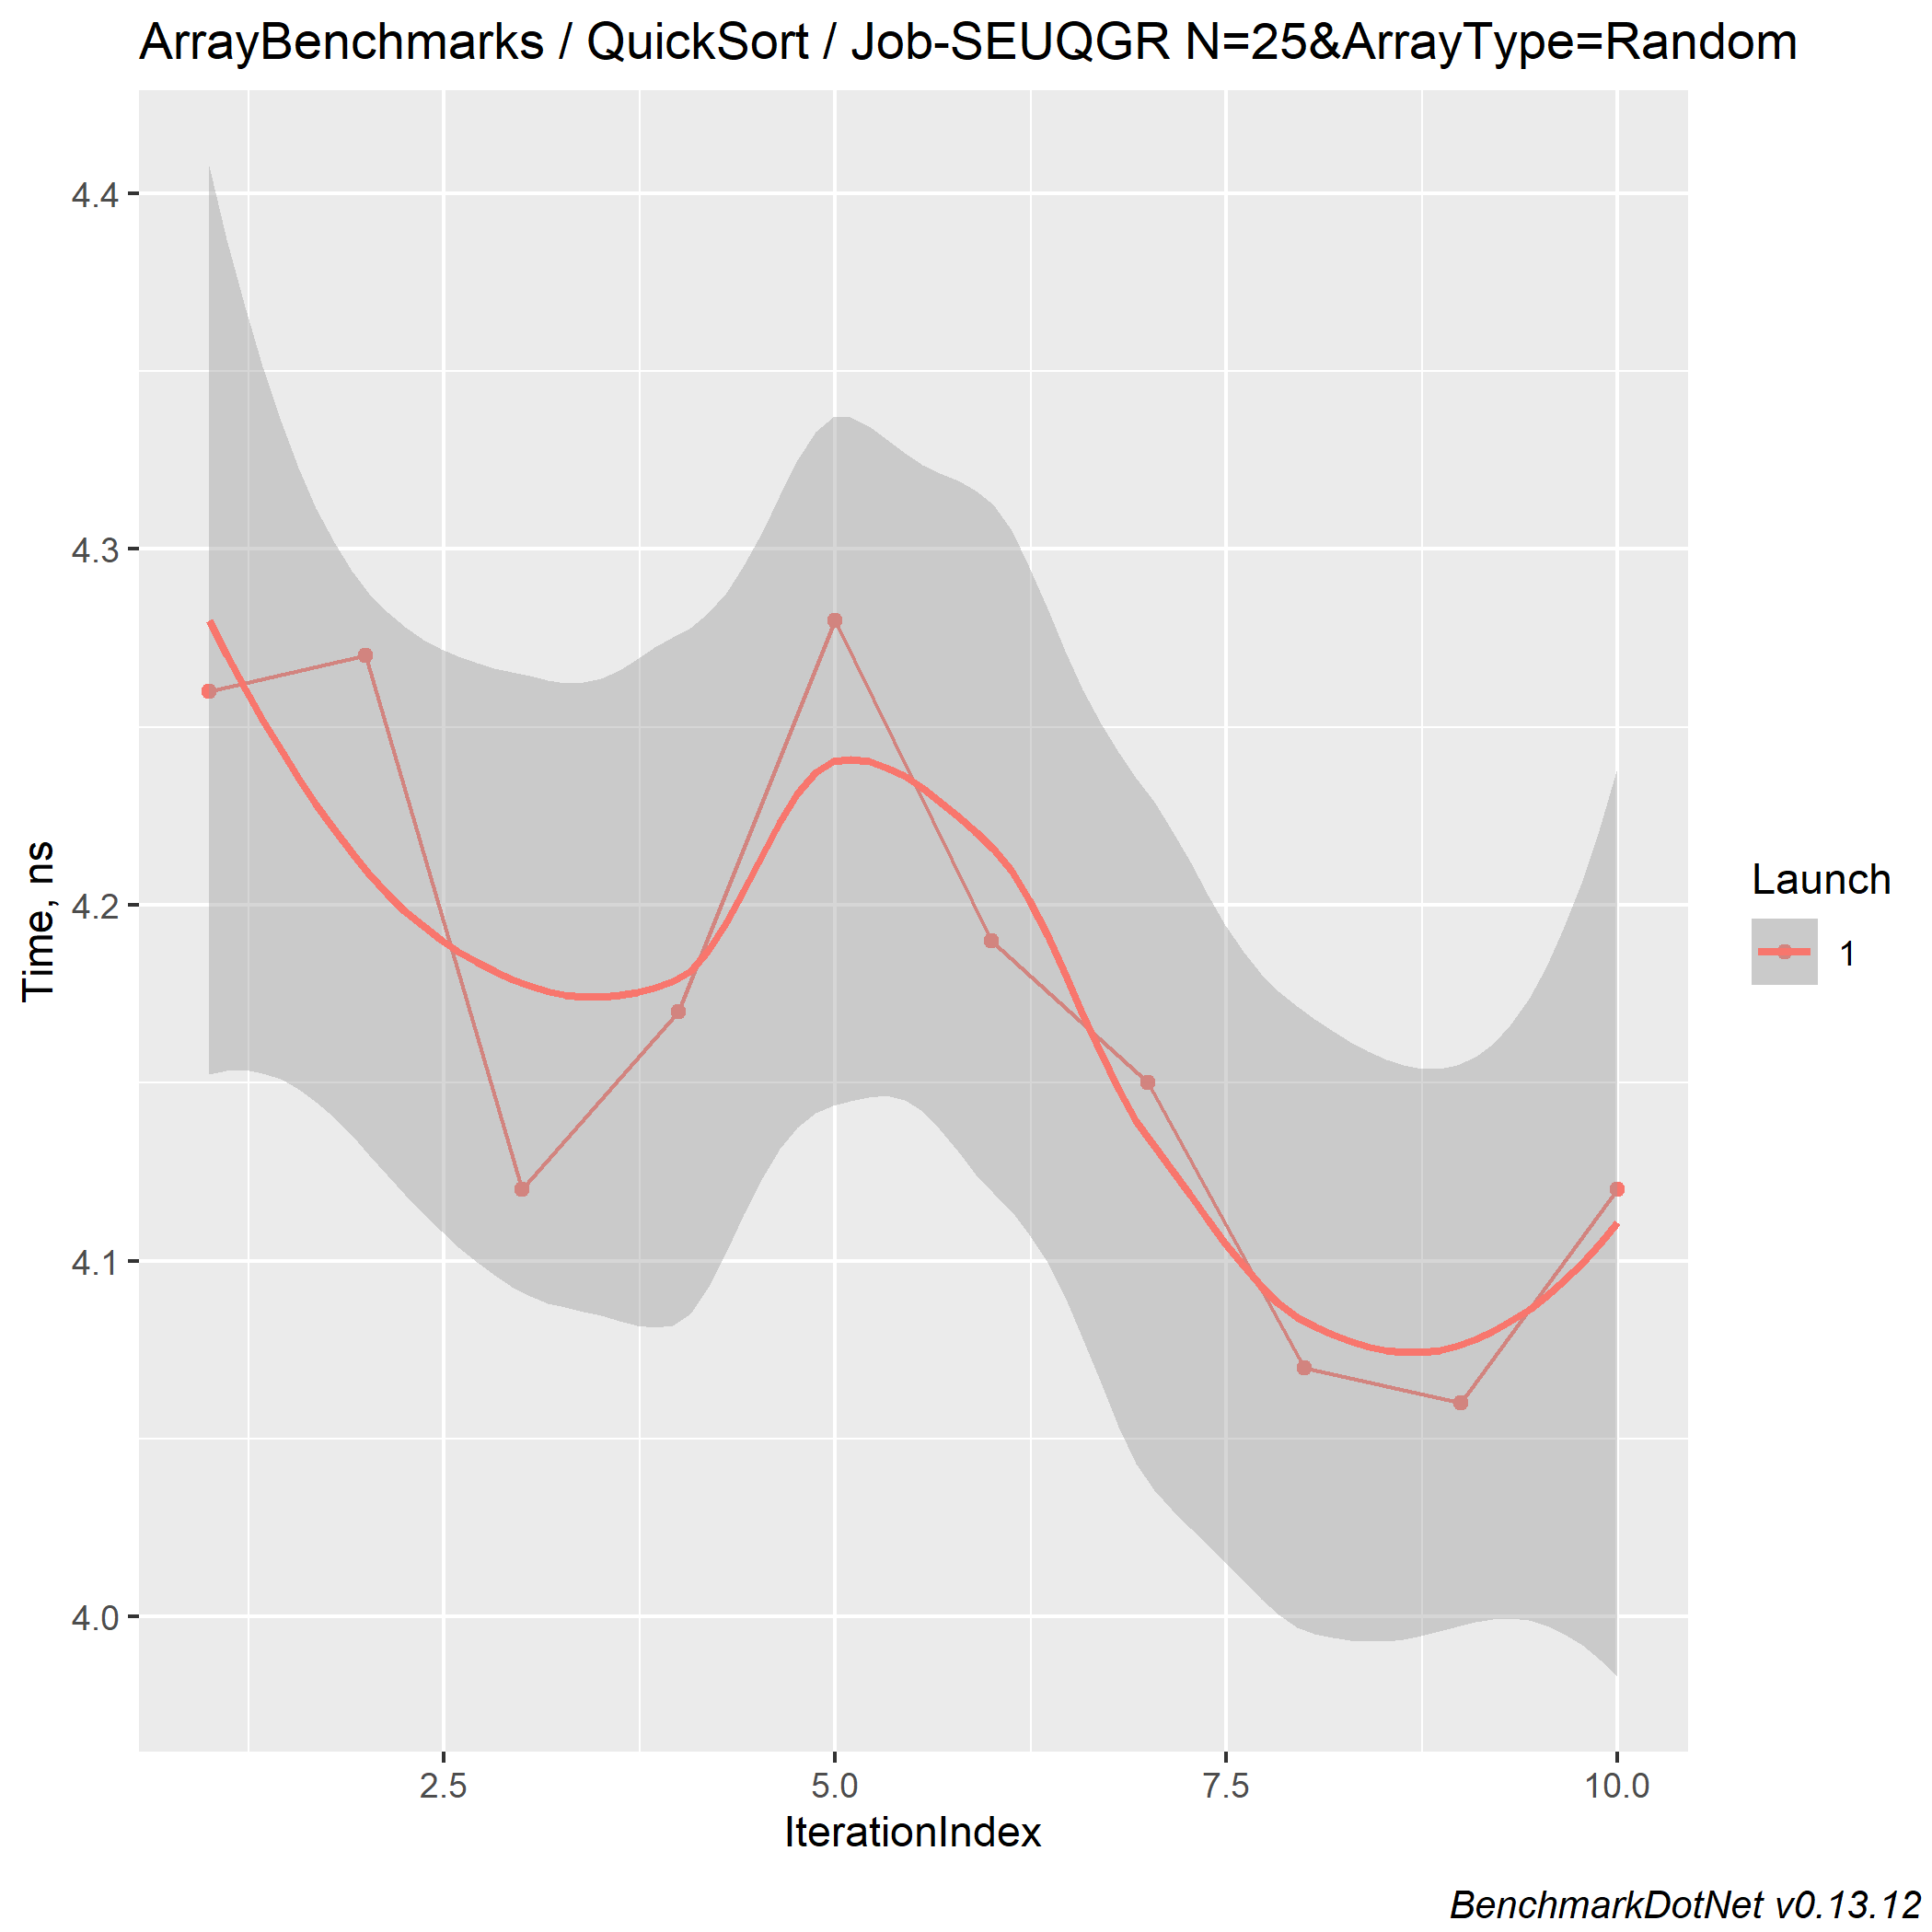 ArrayBenchmarks / QuickSort / Job-SEUQGR N=25&ArrayType=Random
4.4
4.3
4.2
4.1
4.0
Time, ns
2.5 5.0 7.5 10.0
IterationIndex
Launch
1
BenchmarkDotNet v0.13.12